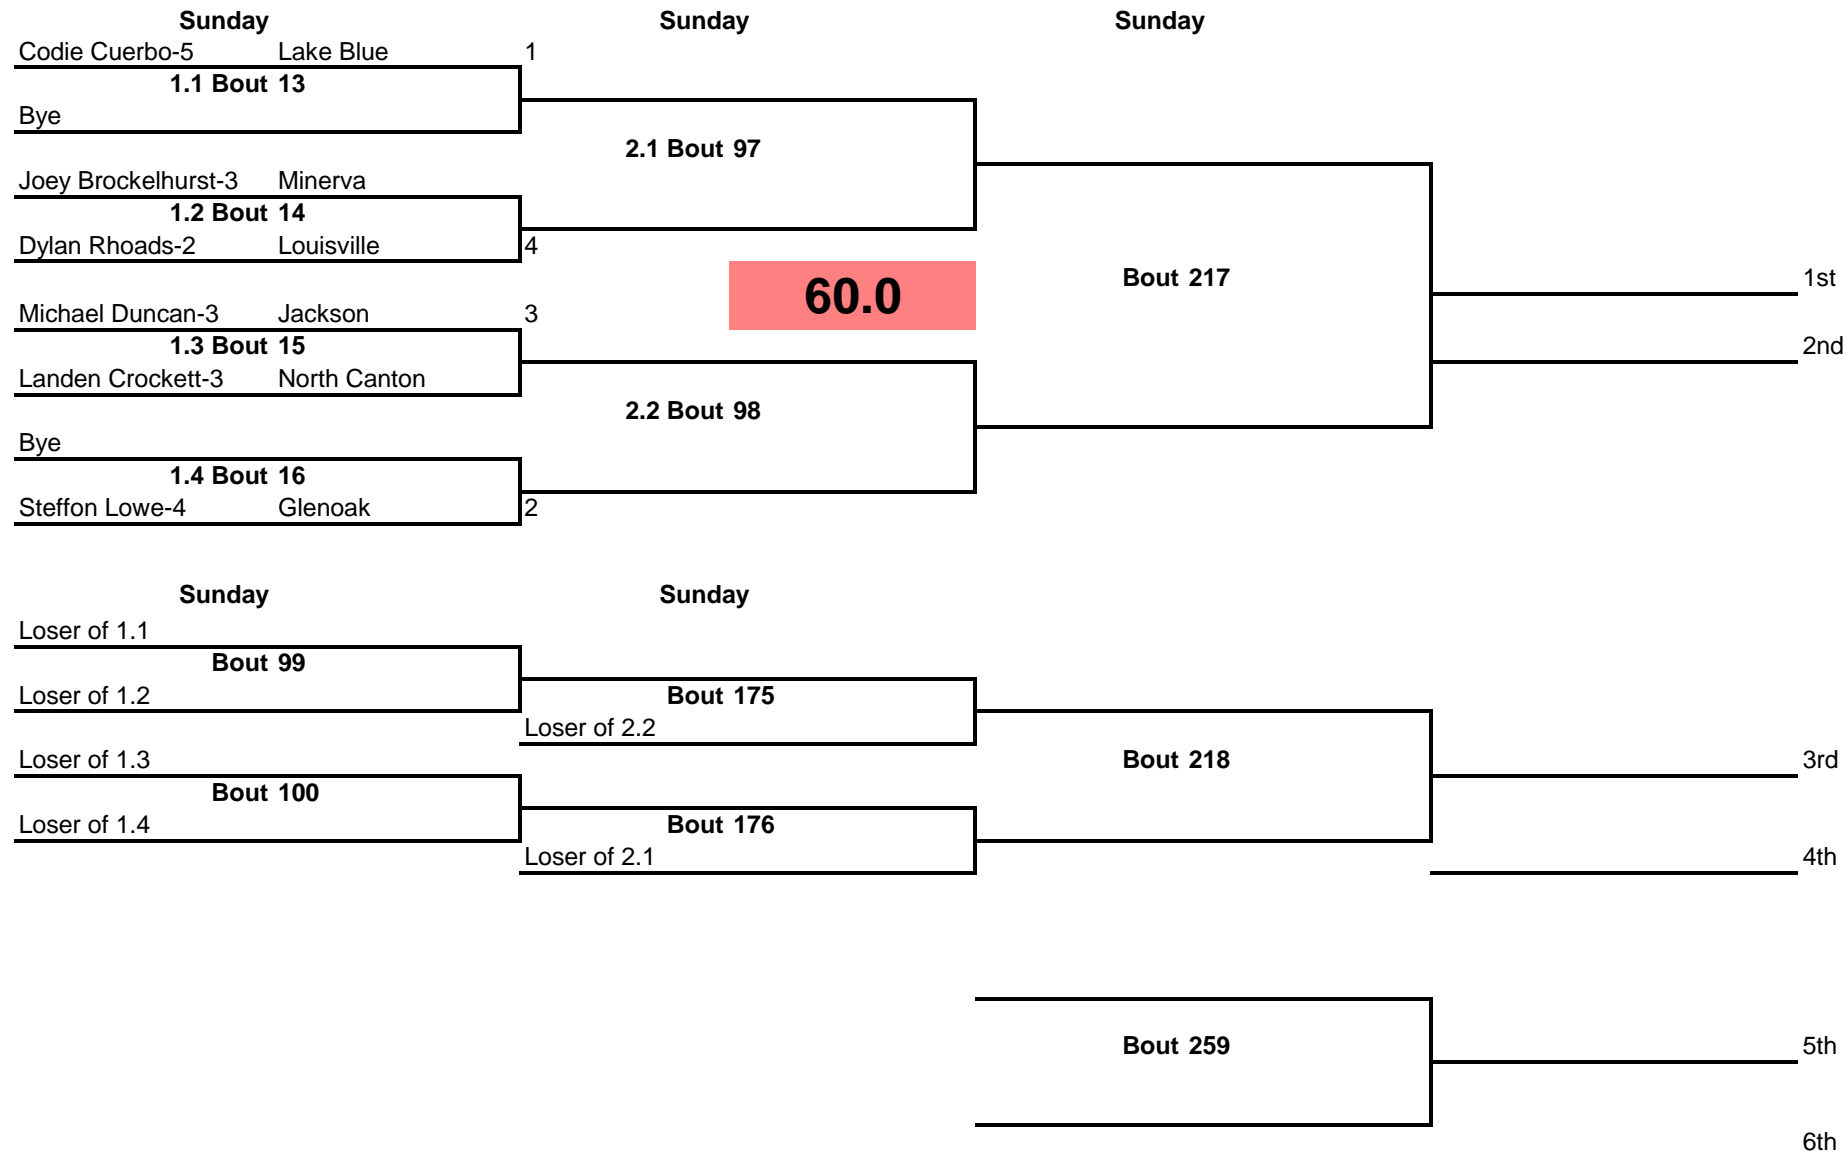 Sunday Sunday Sunday
Codie Cuerbo-5 Lake Blue 1
1.1 Bout 13
Bye
2.1 Bout 97
Joey Brockelhurst-3 Minerva
1.2 Bout 14
Dylan Rhoads-2 Louisville 4
60.0 Bout 217 1st
Michael Duncan-3 Jackson 3
1.3 Bout 15 2nd
Landen Crockett-3 North Canton
2.2 Bout 98
Bye
1.4 Bout 16
Steffon Lowe-4 Glenoak 2
Sunday Sunday
Loser of 1.1
Bout 99
Loser of 1.2 Bout 175
Loser of 2.2
Loser of 1.3 Bout 218 3rd
Bout 100
Loser of 1.4 Bout 176
Loser of 2.1 4th
Bout 259 5th
6th